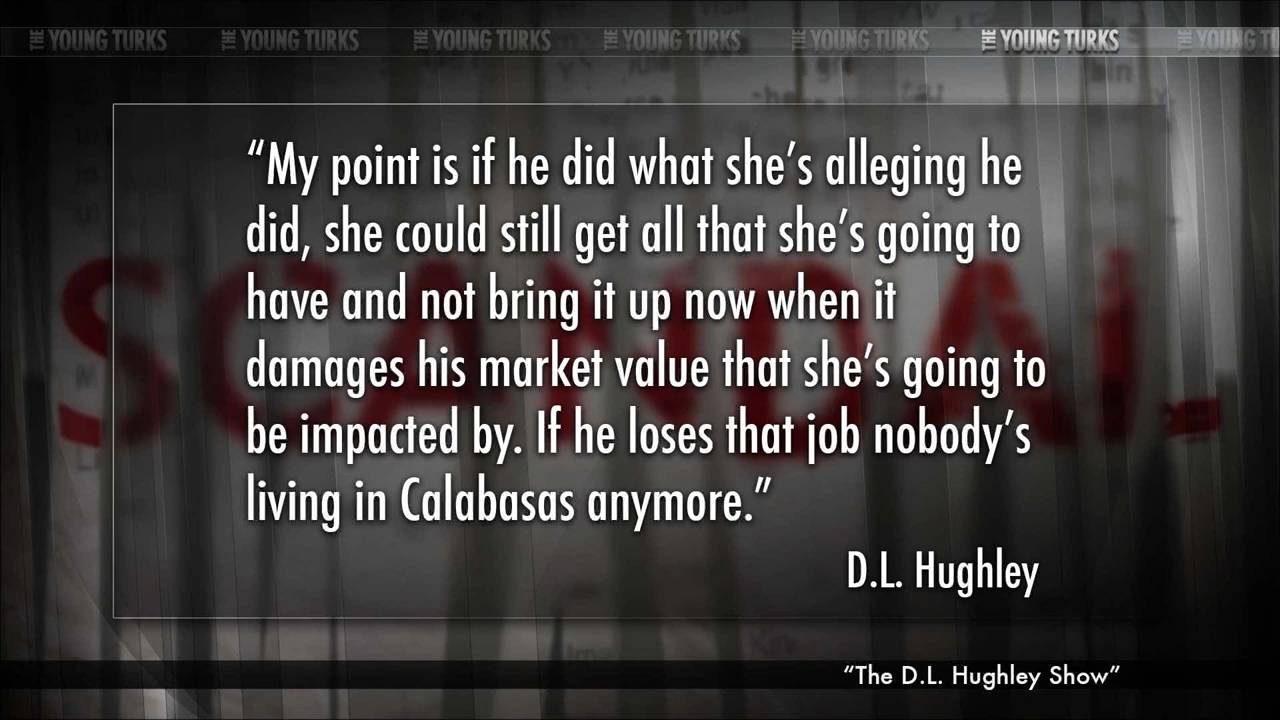 THE YOUNG TURKS THE YOUNG TURKS THE YOUNG TURKS THE YOUNG TURKS THE YOUNG TURKS THE YOUNG TURKS THE YOUNG T
“My point is if he did what she’s alleging he
did, she could still get all that she’s going to
have and not bring it up now when it
damages his market value that she’s going to
be impacted by. If he loses that job nobody’s
living in Calabasas anymore.”
SCANDAL
D.L. Hughley
“The D.L. Hughley Show”